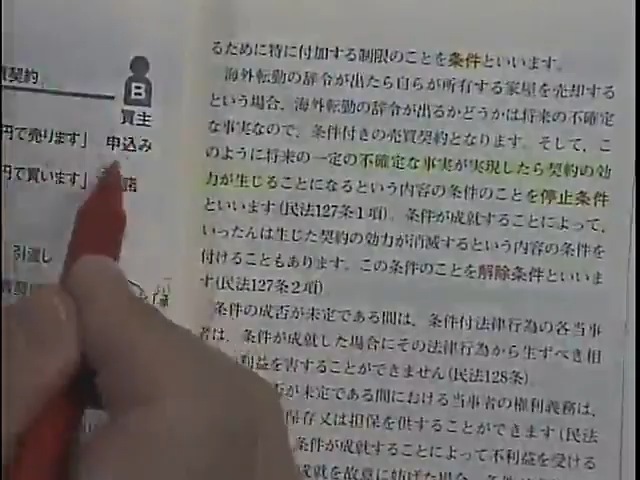 契約
B
買主
円で売ります」 申込み
円で買います」
引渡し
るために特に付加する制限のことを条件といいます。
海外転勤の辞令が出たら自らが所有する家屋を売却する
という場合、海外転勤の辞令が出るかどうかは将来の不確定
な事実なので、条件付きの売買契約となります。そして、こ
のように将来の一定の不確定な事実が実現したら契約の効
力が生じることになるという内容の条件のことを停止条件
といいます(民法127条1項)。条件が成就することによって、
いったんは生じた契約の効力が消滅するという内容の条件を
付けることもあります。この条件のことを解除条件といいま
す(民法127条2項)。
条件の成否が未定である間は、条件付法律行為の各当事
者は、条件が成就した場合にその法律行為から生ずべき相
利益を害することができません(民法128条)。
否が未定である間における当事者の権利義務は、
保存又は担保を供することができます(民法
条件が成就することによって不利益を受ける
成就を故意に妨げた場合